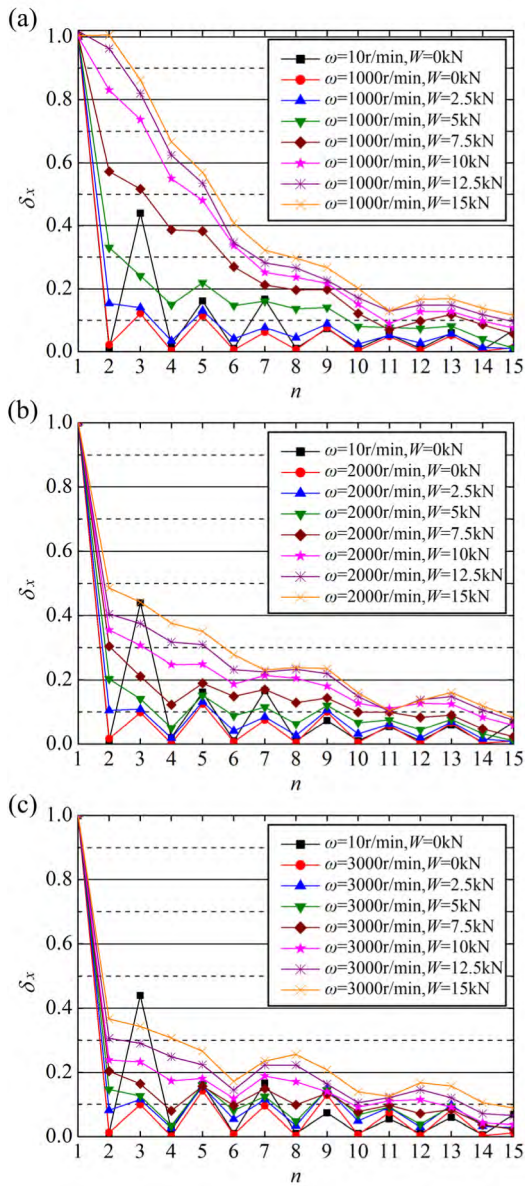 (a)
1.0
0.8
0.6
0.4
0.2
0.0
δx
ω=10r/min,W=0kN
ω=1000r/min,W=0kN
ω=1000r/min,W=2.5kN
ω=1000r/min,W=5kN
ω=1000r/min,W=7.5kN
ω=1000r/min,W=10kN
ω=1000r/min,W=12.5kN
ω=1000r/min,W=15kN
1 2 3 4 5 6 7 8 9 10 11 12 13 14 15
n
(b)
1.0
0.8
0.6
0.4
0.2
0.0
δx
ω=10r/min,W=0kN
ω=2000r/min,W=0kN
ω=2000r/min,W=2.5kN
ω=2000r/min,W=5kN
ω=2000r/min,W=7.5kN
ω=2000r/min,W=10kN
ω=2000r/min,W=12.5kN
ω=2000r/min,W=15kN
1 2 3 4 5 6 7 8 9 10 11 12 13 14 15
n
(c)
1.0
0.8
0.6
0.4
0.2
0.0
δx
ω=10r/min,W=0kN
ω=3000r/min,W=0kN
ω=3000r/min,W=2.5kN
ω=3000r/min,W=5kN
ω=3000r/min,W=7.5kN
ω=3000r/min,W=10kN
ω=3000r/min,W=12.5kN
ω=3000r/min,W=15kN
1 2 3 4 5 6 7 8 9 10 11 12 13 14 15
n